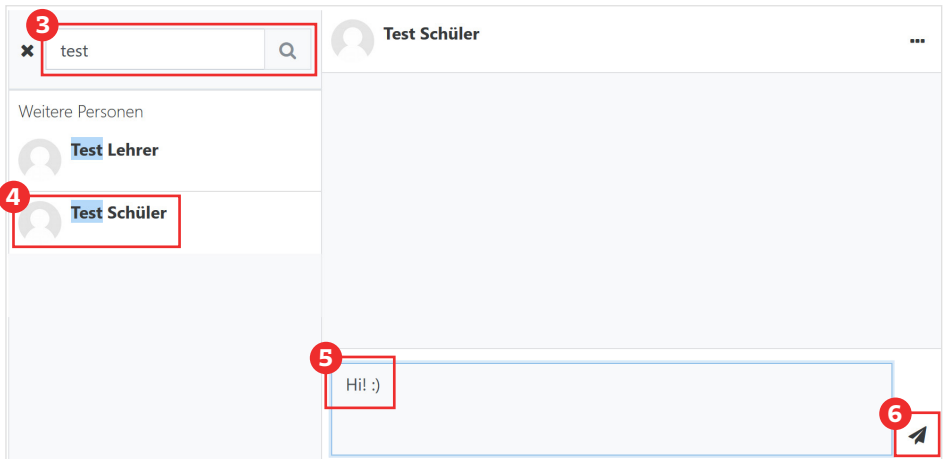 3
test
Weitere Personen
Test Lehrer
4
Test Schüler
Test Schüler
5
Hi! :)
6